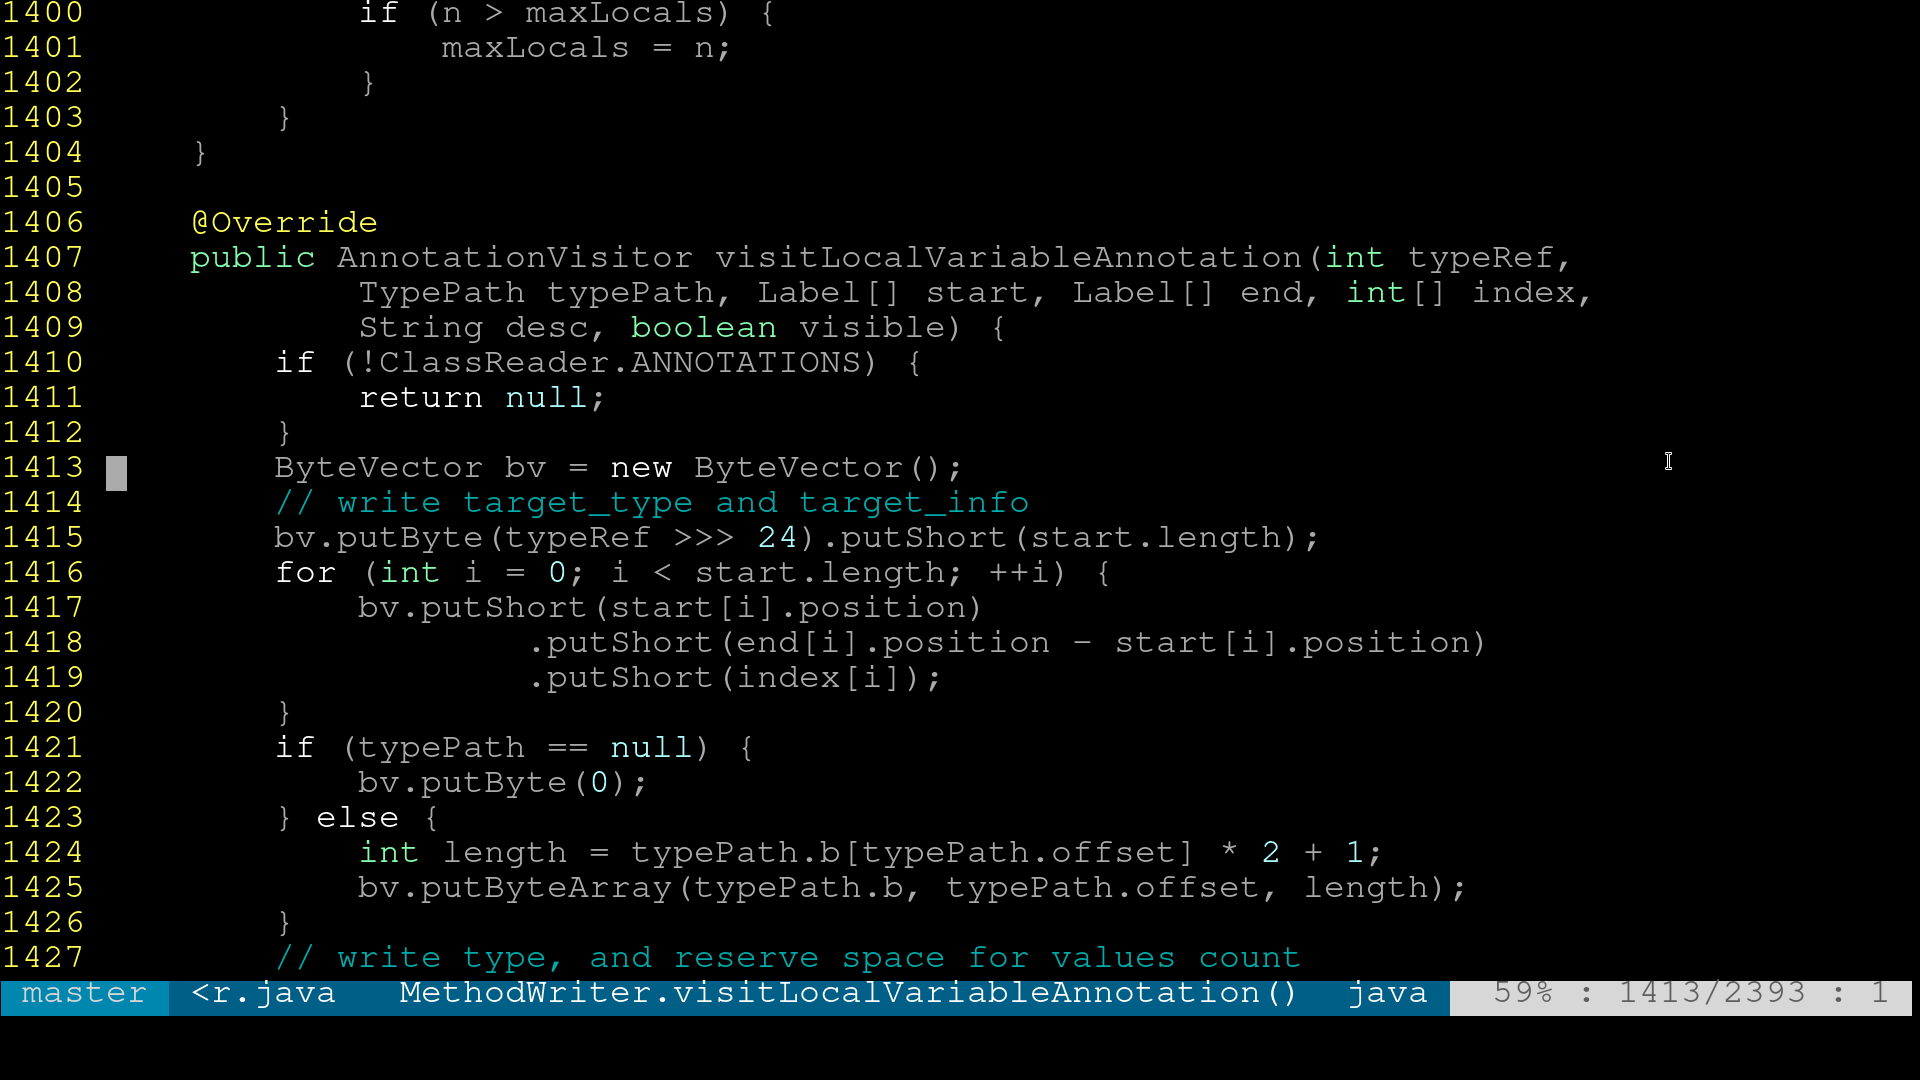 1400             if (n > maxLocals) {
1401                 maxLocals = n;
1402             }
1403         }
1404     }
1405
1406     @Override
1407     public AnnotationVisitor visitLocalVariableAnnotation(int typeRef,
1408             TypePath typePath, Label[] start, Label[] end, int[] index,
1409             String desc, boolean visible) {
1410         if (!ClassReader.ANNOTATIONS) {
1411             return null;
1412         }
1413         ByteVector bv = new ByteVector();
1414         // write target_type and target_info
1415         bv.putByte(typeRef >>> 24).putShort(start.length);
1416         for (int i = 0; i < start.length; ++i) {
1417             bv.putShort(start[i].position)
1418                     .putShort(end[i].position - start[i].position)
1419                     .putShort(index[i]);
1420         }
1421         if (typePath == null) {
1422             bv.putByte(0);
1423         } else {
1424             int length = typePath.b[typePath.offset] * 2 + 1;
1425             bv.putByteArray(typePath.b, typePath.offset, length);
1426         }
1427         // write type, and reserve space for values count
master  <r.java   MethodWriter.visitLocalVariableAnnotation()  java  59% : 1413/2393 : 1